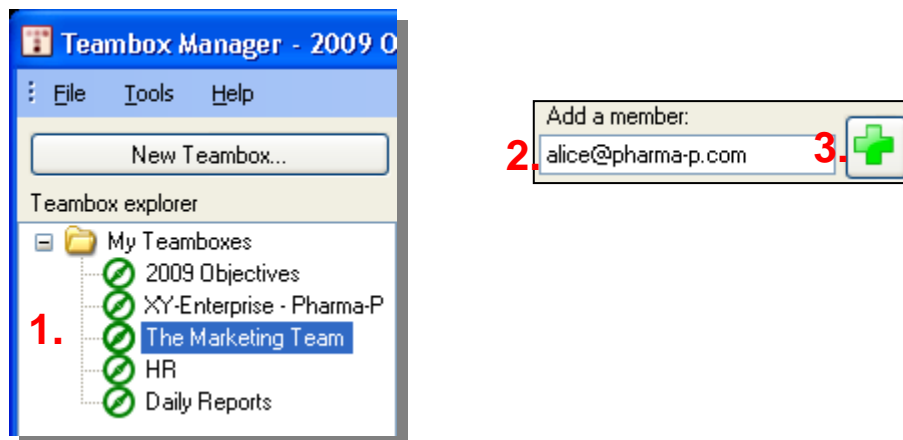 Teambox Manager - 2009 O
File Tools Help
New Teambox...
Teambox explorer
My Teamboxes
2009 Objectives
XY-Enterprise - Pharma-P
1.
The Marketing Team
HR
Daily Reports
Add a member:
2.
alice@pharma-p.com
3.